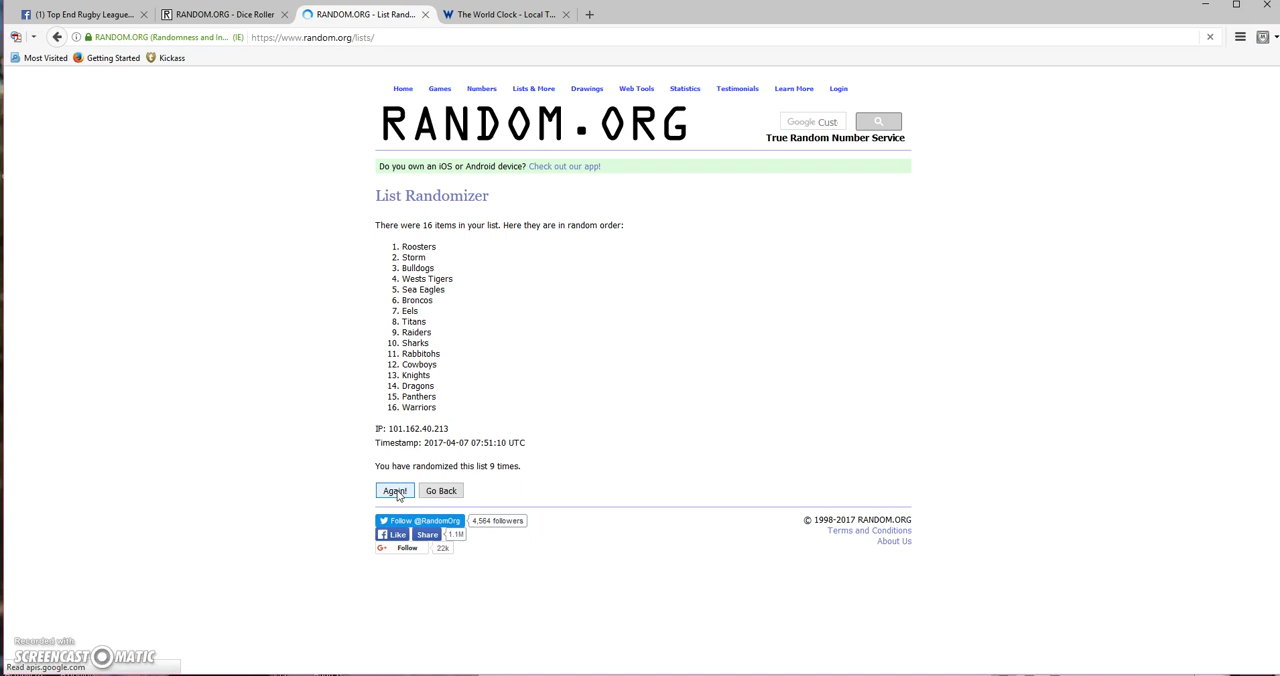 (1) Top End Rugby League...
RANDOM.ORG - Dice Roller
RANDOM.ORG - List Rand...
The World Clock - Local T...
RANDOM.ORG (Randomness and In... (IE)
https://www.random.org/lists/
Most Visited
Getting Started
Kickass
Home Games Numbers Lists & More Drawings Web Tools Statistics Testimonials Learn More Login
RANDOM.ORG
Google Cust
True Random Number Service
Do you own an iOS or Android device? Check out our app!
List Randomizer
There were 16 items in your list. Here they are in random order:
1. Roosters
2. Storm
3. Bulldogs
4. Wests Tigers
5. Sea Eagles
6. Broncos
7. Eels
8. Titans
9. Raiders
10. Sharks
11. Rabbitohs
12. Cowboys
13. Knights
14. Dragons
15. Panthers
16. Warriors
IP: 101.162.40.213
Timestamp: 2017-04-07 07:51:10 UTC
You have randomized this list 9 times.
Again! Go Back
Follow @RandomOrg 4,564 followers
Like Share 1.1M
G+ Follow 22k
© 1998-2017 RANDOM.ORG
Terms and Conditions
About Us
Recorded with
SCREENCAST-O-MATIC
Read apis.google.com